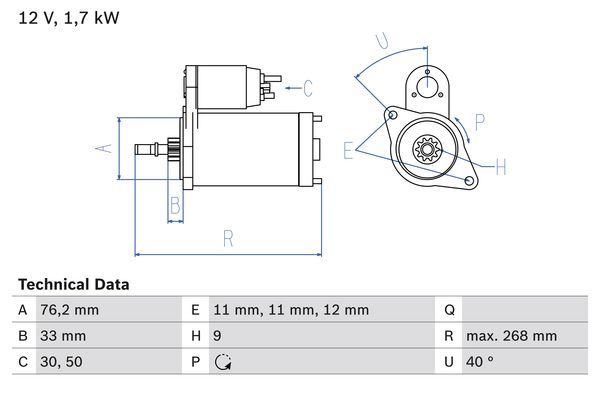 12 V, 1,7 kW
U
C
A
P
E
H
B
R
Technical Data
A 76,2 mm E 11 mm, 11 mm, 12 mm Q
B 33 mm H 9 R max. 268 mm
C 30, 50 P U 40 °